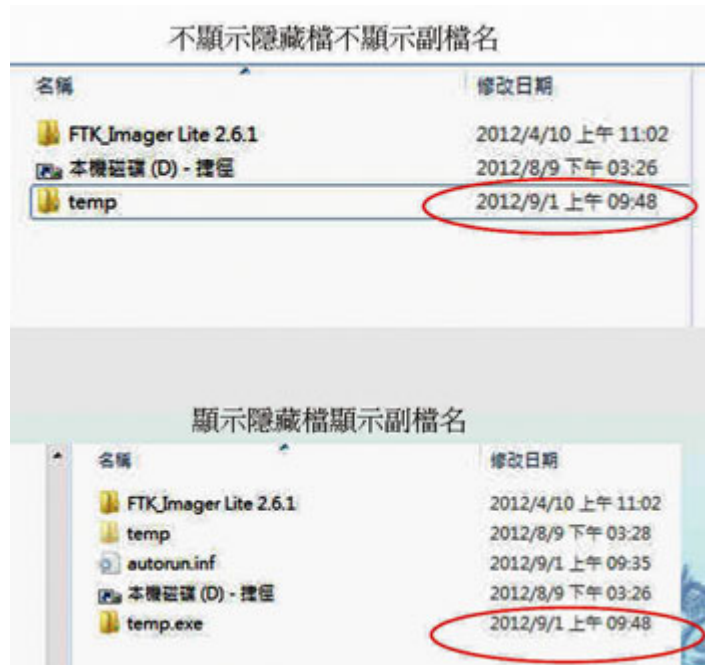 不顯示隱藏檔不顯示副檔名
名稱 修改日期
FTK_Imager Lite 2.6.1 2012/4/10 上午 11:02
本機磁碟 (D) - 捷徑 2012/8/9 下午 03:26
temp 2012/9/1 上午 09:48
顯示隱藏檔顯示副檔名
名稱 修改日期
FTK_Imager Lite 2.6.1 2012/4/10 上午 11:02
temp 2012/8/9 下午 03:28
autorun.inf 2012/9/1 上午 09:35
本機磁碟 (D) - 捷徑 2012/8/9 下午 03:26
temp.exe 2012/9/1 上午 09:48